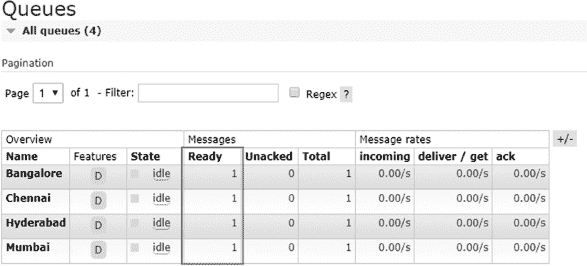 Queues
All queues (4)
Pagination
Page 1 of 1 - Filter: Regex ?
Overview Messages Message rates +/-
Name Features State Ready Unacked Total incoming deliver / get ack
Bangalore D idle 1 0 1 0.00/s 0.00/s 0.00/s
Chennai D idle 1 0 1 0.00/s 0.00/s 0.00/s
Hyderabad D idle 1 0 1 0.00/s 0.00/s 0.00/s
Mumbai D idle 1 0 1 0.00/s 0.00/s 0.00/s